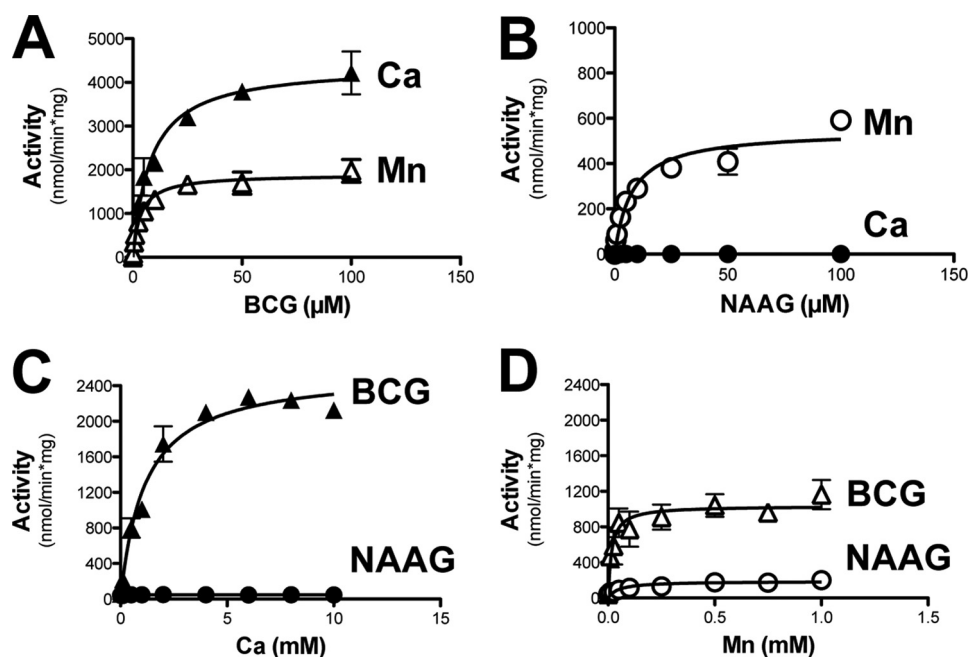 A
Activity
(nmol/min*mg)
5000
4000
3000
2000
1000
0
0 50 100 150
BCG (µM)
Ca
Mn
B
Activity
(nmol/min*mg)
1000
800
600
400
200
0
0 50 100 150
NAAG (µM)
Mn
Ca
C
Activity
(nmol/min*mg)
2400
2000
1600
1200
800
400
0
0 5 10 15
Ca (mM)
BCG
NAAG
D
Activity
(nmol/min*mg)
2400
2000
1600
1200
800
400
0
0.0 0.5 1.0 1.5
Mn (mM)
BCG
NAAG